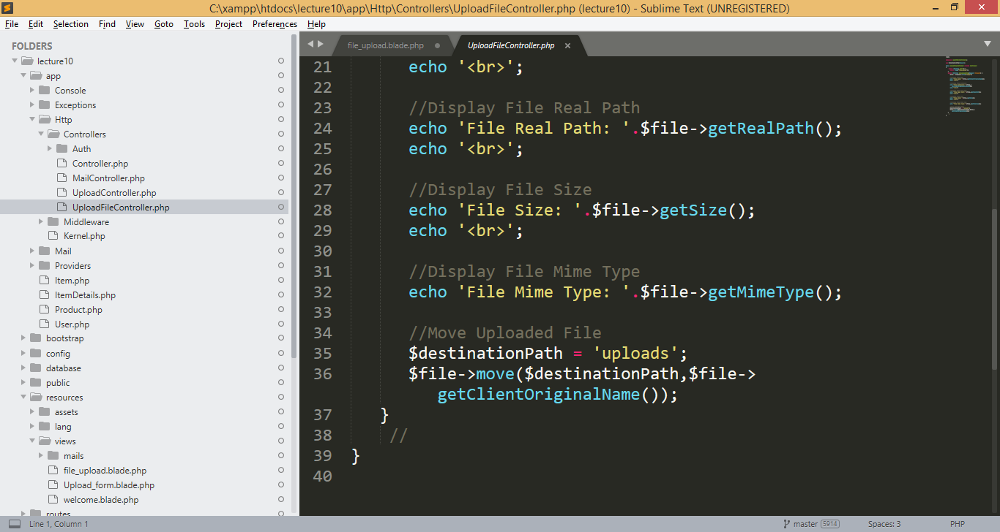 C:\xampp\htdocs\lecture10\app\Http\Controllers\UploadFileController.php (lecture10) - Sublime Text (UNREGISTERED)
File Edit Selection Find View Goto Tools Project Preferences Help
FOLDERS
lecture10
app
Console
Exceptions
Http
Controllers
Auth
Controller.php
MailController.php
UploadController.php
UploadFileController.php
Middleware
Kernel.php
Mail
Providers
Item.php
ItemDetails.php
Product.php
User.php
bootstrap
config
database
public
resources
assets
lang
views
mails
file_upload.blade.php
Upload_form.blade.php
welcome.blade.php
routes
file_upload.blade.php UploadFileController.php
21 echo '<br>';
22
23 //Display File Real Path
24 echo 'File Real Path: '.$file->getRealPath();
25 echo '<br>';
26
27 //Display File Size
28 echo 'File Size: '.$file->getSize();
29 echo '<br>';
30
31 //Display File Mime Type
32 echo 'File Mime Type: '.$file->getMimeType();
33
34 //Move Uploaded File
35 $destinationPath = 'uploads';
36 $file->move($destinationPath,$file->
getClientOriginalName());
37 }
38 //
39 }
40
Line 1, Column 1 master 5914 Spaces: 3 PHP